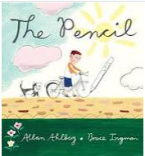 The Pencil
Allan Ahlberg • Bruce Ingman